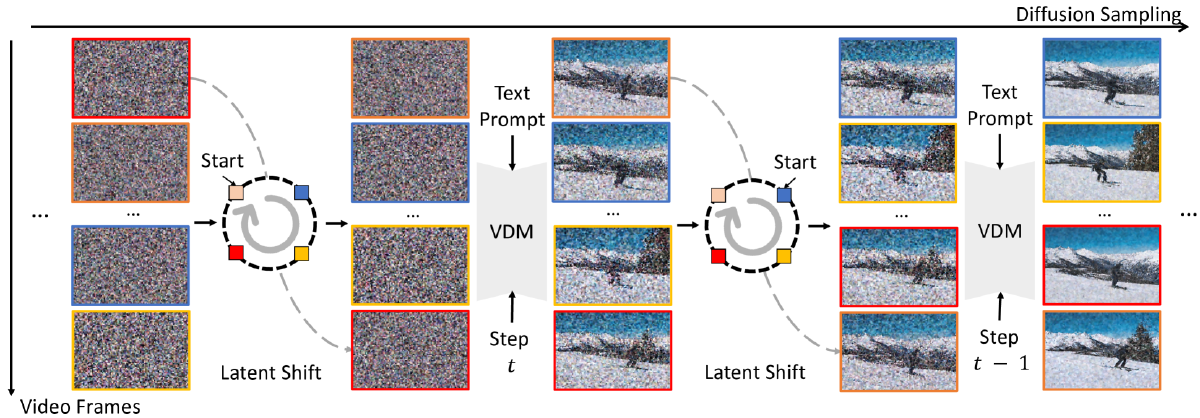 Diffusion Sampling
Text
Prompt
Text
Prompt
Start
Start
...
...
...
...
...
...
...
VDM
VDM
Step
t
Step
t − 1
Latent Shift
Latent Shift
Video Frames